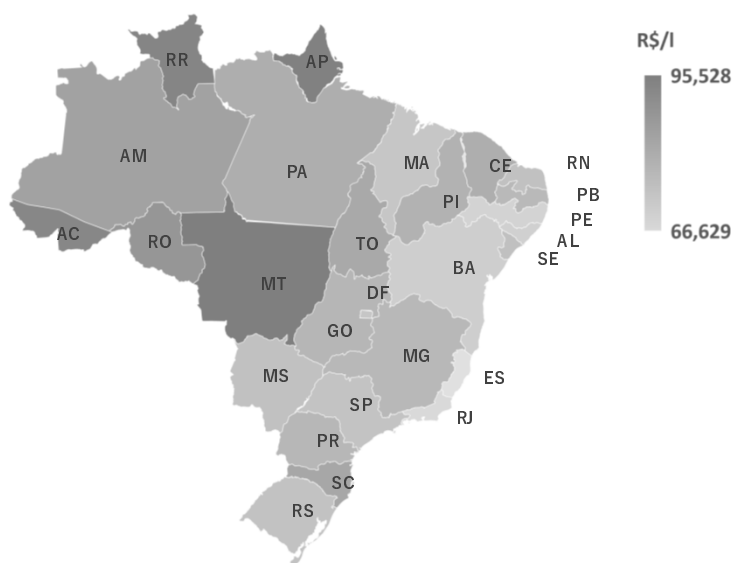 R$/l
RR
AP
95,528
AM
PA
MA
CE
RN
PI
PB
PE
66,629
AC
RO
TO
AL
SE
BA
MT
DF
GO
MG
MS
ES
SP
RJ
PR
SC
RS